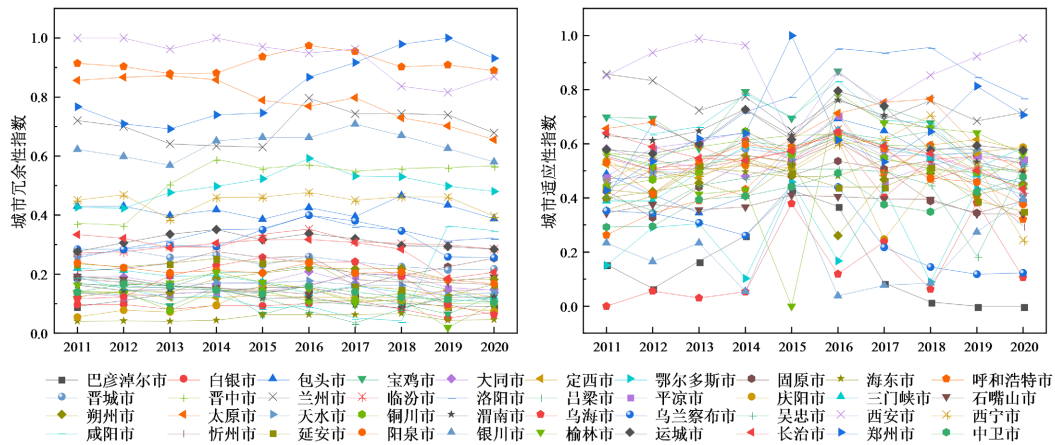 城市冗余性指数
1.0
0.8
0.6
0.4
0.2
0.0
2011 2012 2013 2014 2015 2016 2017 2018 2019 2020
城市适应性指数
1.0
0.8
0.6
0.4
0.2
0.0
2011 2012 2013 2014 2015 2016 2017 2018 2019 2020
巴彦淖尔市 白银市 包头市 宝鸡市 大同市 定西市 鄂尔多斯市 固原市 海东市 呼和浩特市
晋城市 晋中市 兰州市 临汾市 洛阳市 吕梁市 平凉市 庆阳市 三门峡市 石嘴山市
朔州市 太原市 天水市 铜川市 渭南市 乌海市 乌兰察布市 吴忠市 西安市 西宁市
咸阳市 忻州市 延安市 阳泉市 银川市 榆林市 运城市 长治市 郑州市 中卫市